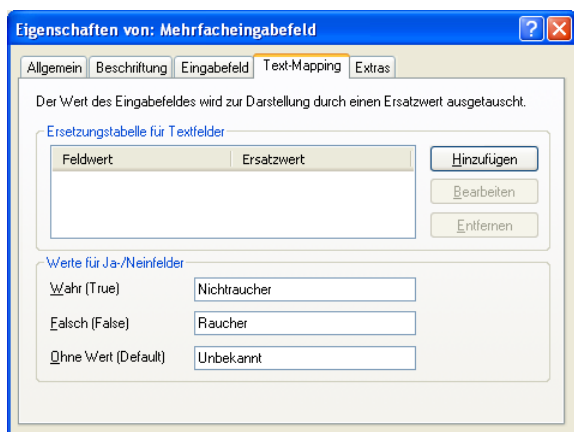 Eigenschaften von: Mehrfacheingabefeld
Allgemein Beschriftung Eingabefeld Text-Mapping Extras
Der Wert des Eingabefeldes wird zur Darstellung durch einen Ersatzwert ausgetauscht.
Ersetzungstabelle für Textfelder
Feldwert Ersatzwert
Hinzufügen
Bearbeiten
Entfernen
Werte für Ja-/Neinfelder
Wahr (True) Nichtraucher
Falsch (False) Raucher
Ohne Wert (Default) Unbekannt